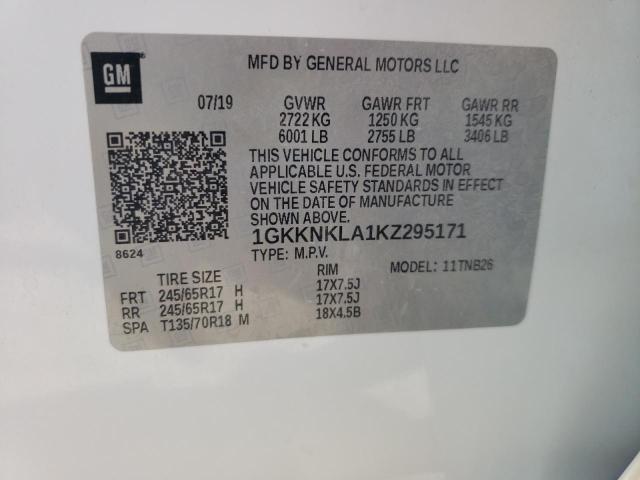 GM
MFD BY GENERAL MOTORS LLC
07/19 GVWR GAWR FRT GAWR RR
2722 KG 1250 KG 1545 KG
6001 LB 2755 LB 3406 LB
THIS VEHICLE CONFORMS TO ALL
APPLICABLE U.S. FEDERAL MOTOR
VEHICLE SAFETY STANDARDS IN EFFECT
ON THE DATE OF MANUFACTURE
SHOWN ABOVE.
1GKKNKLA1KZ295171
8624
TYPE: M.P.V. MODEL: 11TNB26
TIRE SIZE RIM
FRT 245/65R17 H 17X7.5J
RR 245/65R17 H 17X7.5J
SPA T135/70R18 M 18X4.5B